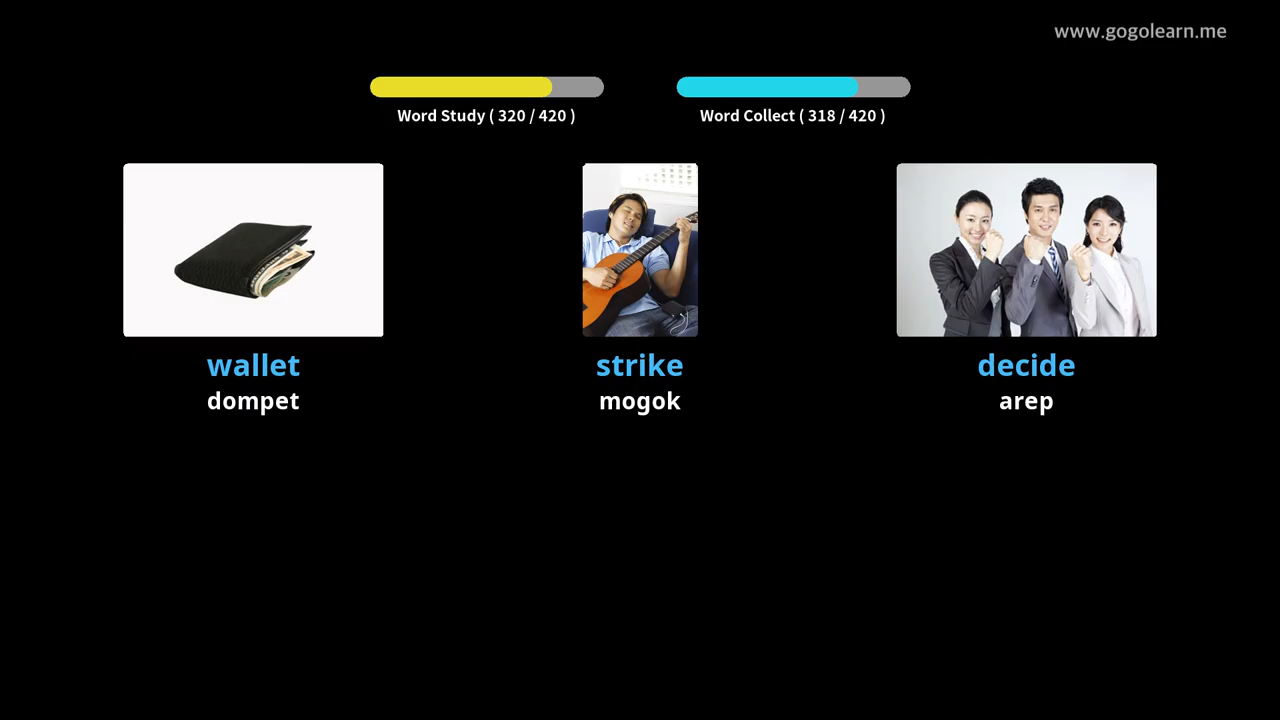 www.gogolearn.me
Word Study ( 320 / 420 )
Word Collect ( 318 / 420 )
wallet
dompet
strike
mogok
decide
arep